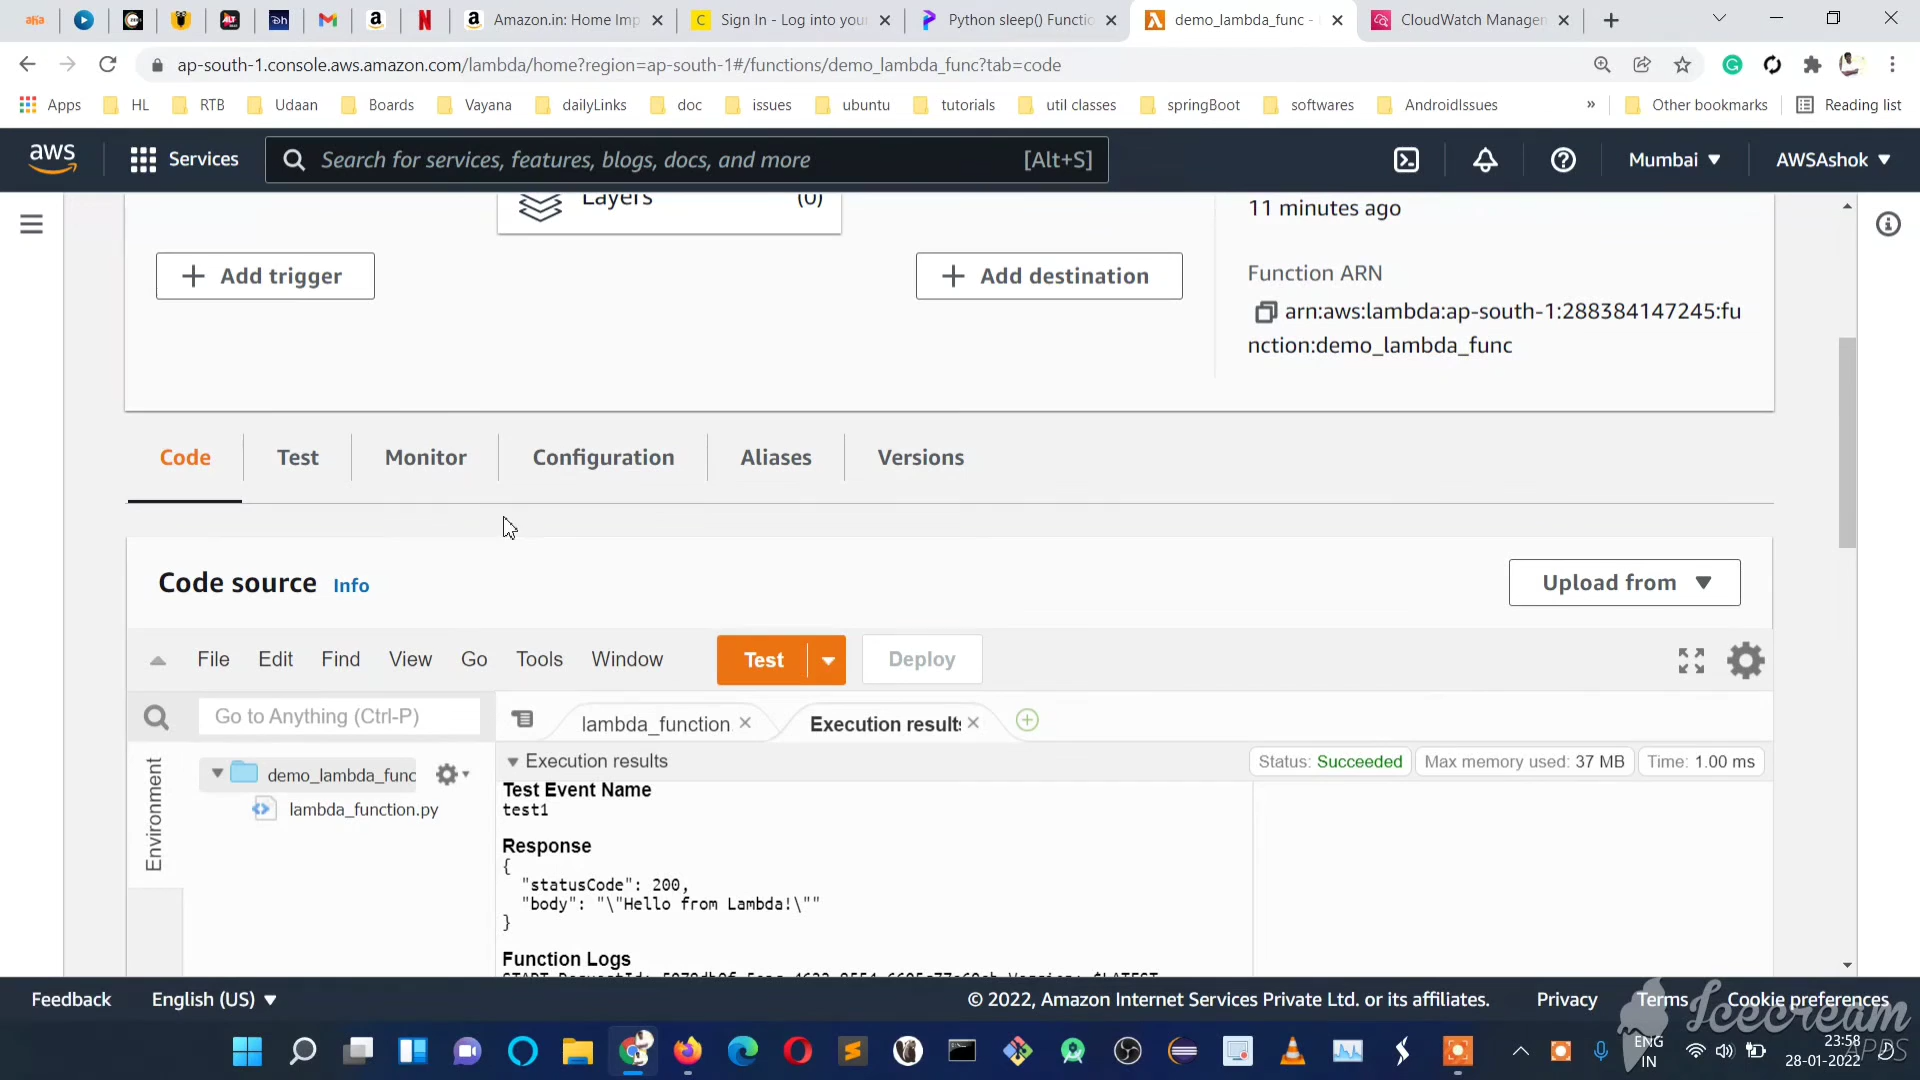 aha
Amazon.in: Home Imp
Sign In - Log into your
Python sleep() Functio
demo_lambda_func -
CloudWatch Managem
ap-south-1.console.aws.amazon.com/lambda/home?region=ap-south-1#/functions/demo_lambda_func?tab=code
Apps HL RTB Udaan Boards Vayana dailyLinks doc issues ubuntu tutorials util classes springBoot softwares AndroidIssues » Other bookmarks Reading list
aws Services Search for services, features, blogs, docs, and more [Alt+S] Mumbai AWSAshok
Layers (0)
11 minutes ago
Add trigger
Add destination
Function ARN
arn:aws:lambda:ap-south-1:288384147245:fu
nction:demo_lambda_func
Code Test Monitor Configuration Aliases Versions
Code source Info
Upload from
File Edit Find View Go Tools Window Test Deploy
Go to Anything (Ctrl-P)
lambda_function
Execution results
Environment
demo_lambda_func
lambda_function.py
Execution results
Status: Succeeded Max memory used: 37 MB Time: 1.00 ms
Test Event Name
test1
Response
{
"statusCode": 200,
"body": "\"Hello from Lambda!\""
}
Function Logs
Feedback English (US) © 2022, Amazon Internet Services Private Ltd. or its affiliates. Privacy Terms Cookie preferences
Icecream
APPS
ENG
IN
23:58
28-01-2022